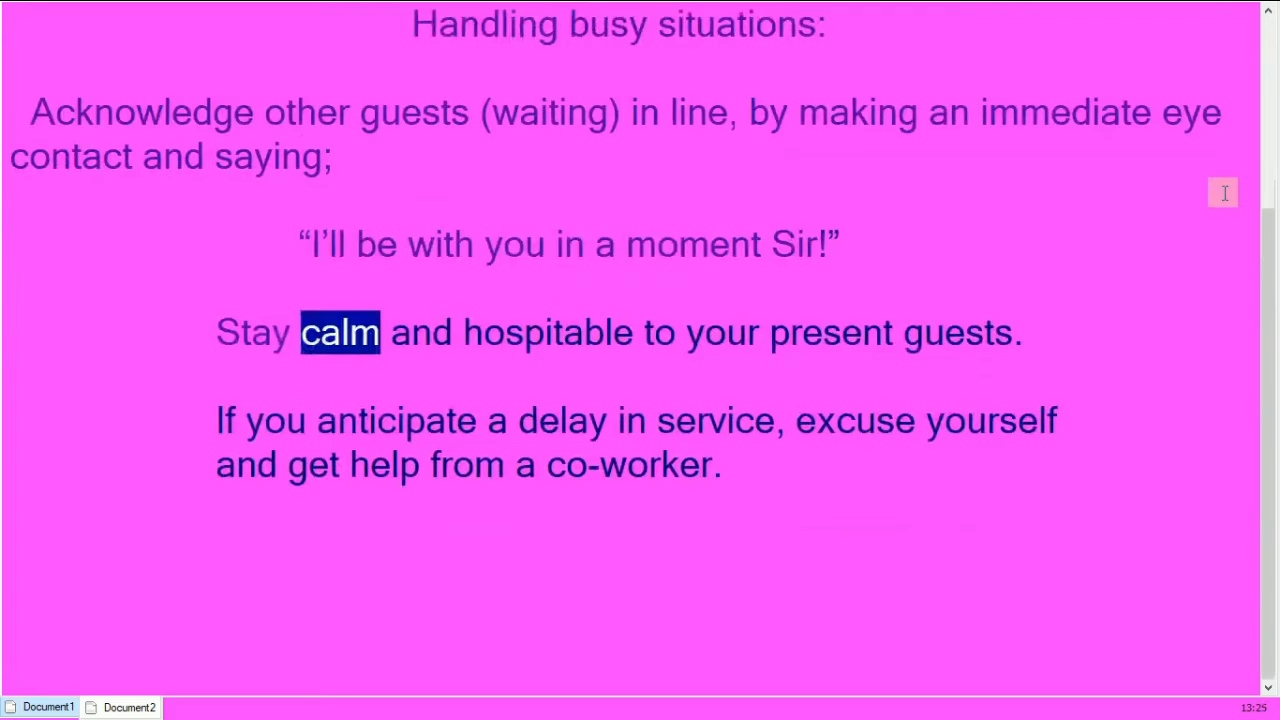 Handling busy situations:
Acknowledge other guests (waiting) in line, by making an immediate eye
contact and saying;
“I’ll be with you in a moment Sir!”
Stay calm and hospitable to your present guests.
If you anticipate a delay in service, excuse yourself
and get help from a co-worker.
Document1 Document2 13:25